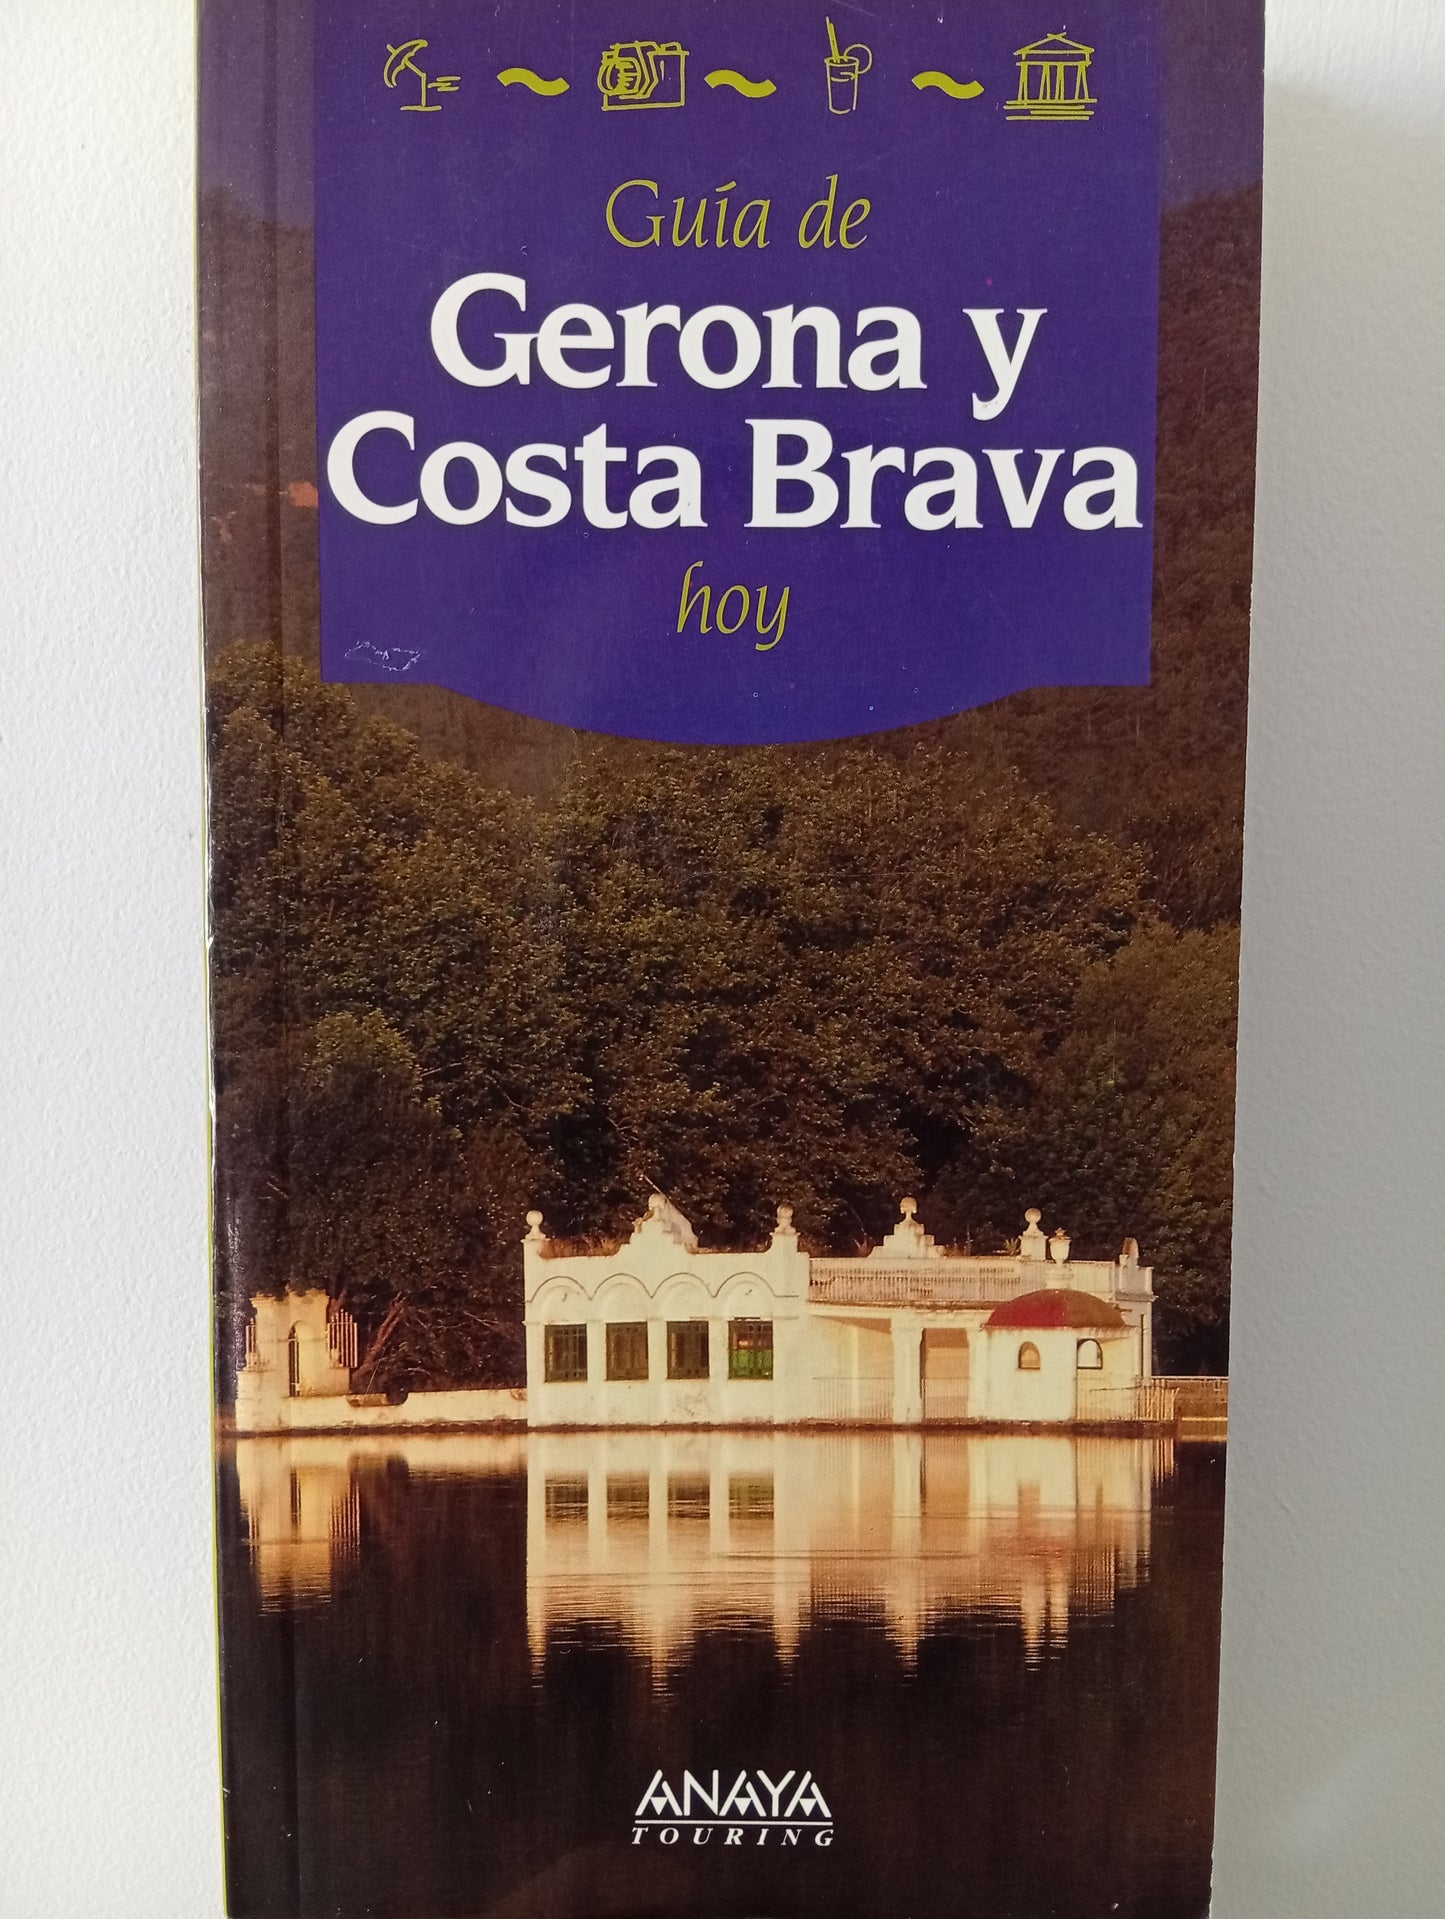 Guía de
Gerona y
Costa Brava
hoy
ANAYA
TOURING